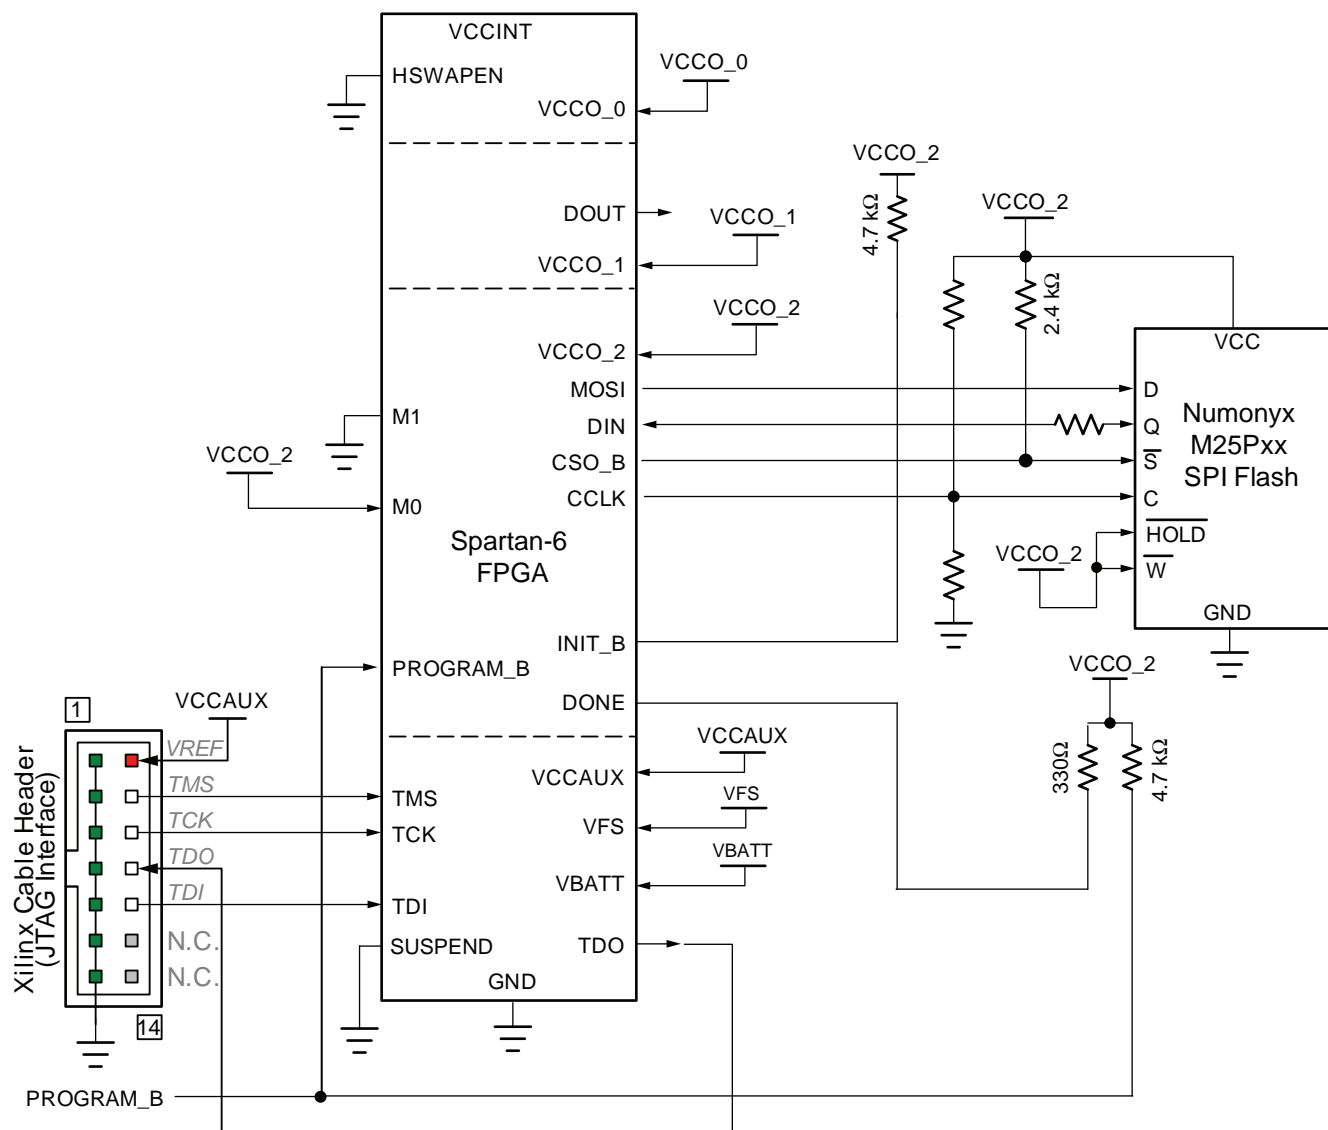 VCCINT
HSWAPEN
VCCO_0
VCCO_0
VCCO_2
VCCO_2
4.7 kΩ
DOUT
VCCO_1
VCCO_1
2.4 kΩ
VCCO_2
VCCO_2
VCC
MOSI
D
M1
DIN
Q
Numonyx
M25Pxx
SPI Flash
VCCO_2
CSO_B
S
CCLK
C
M0
Spartan-6
FPGA
HOLD
VCCO_2
W
GND
INIT_B
PROGRAM_B
VCCO_2
DONE
1
VCCAUX
VCCAUX
VREF
VCCAUX
330Ω
4.7 kΩ
TMS
TMS
VFS
VFS
TCK
TCK
TDO
VBATT
VBATT
TDI
TDI
Xilinx Cable Header
(JTAG Interface)
N.C.
SUSPEND
TDO
N.C.
GND
14
PROGRAM_B